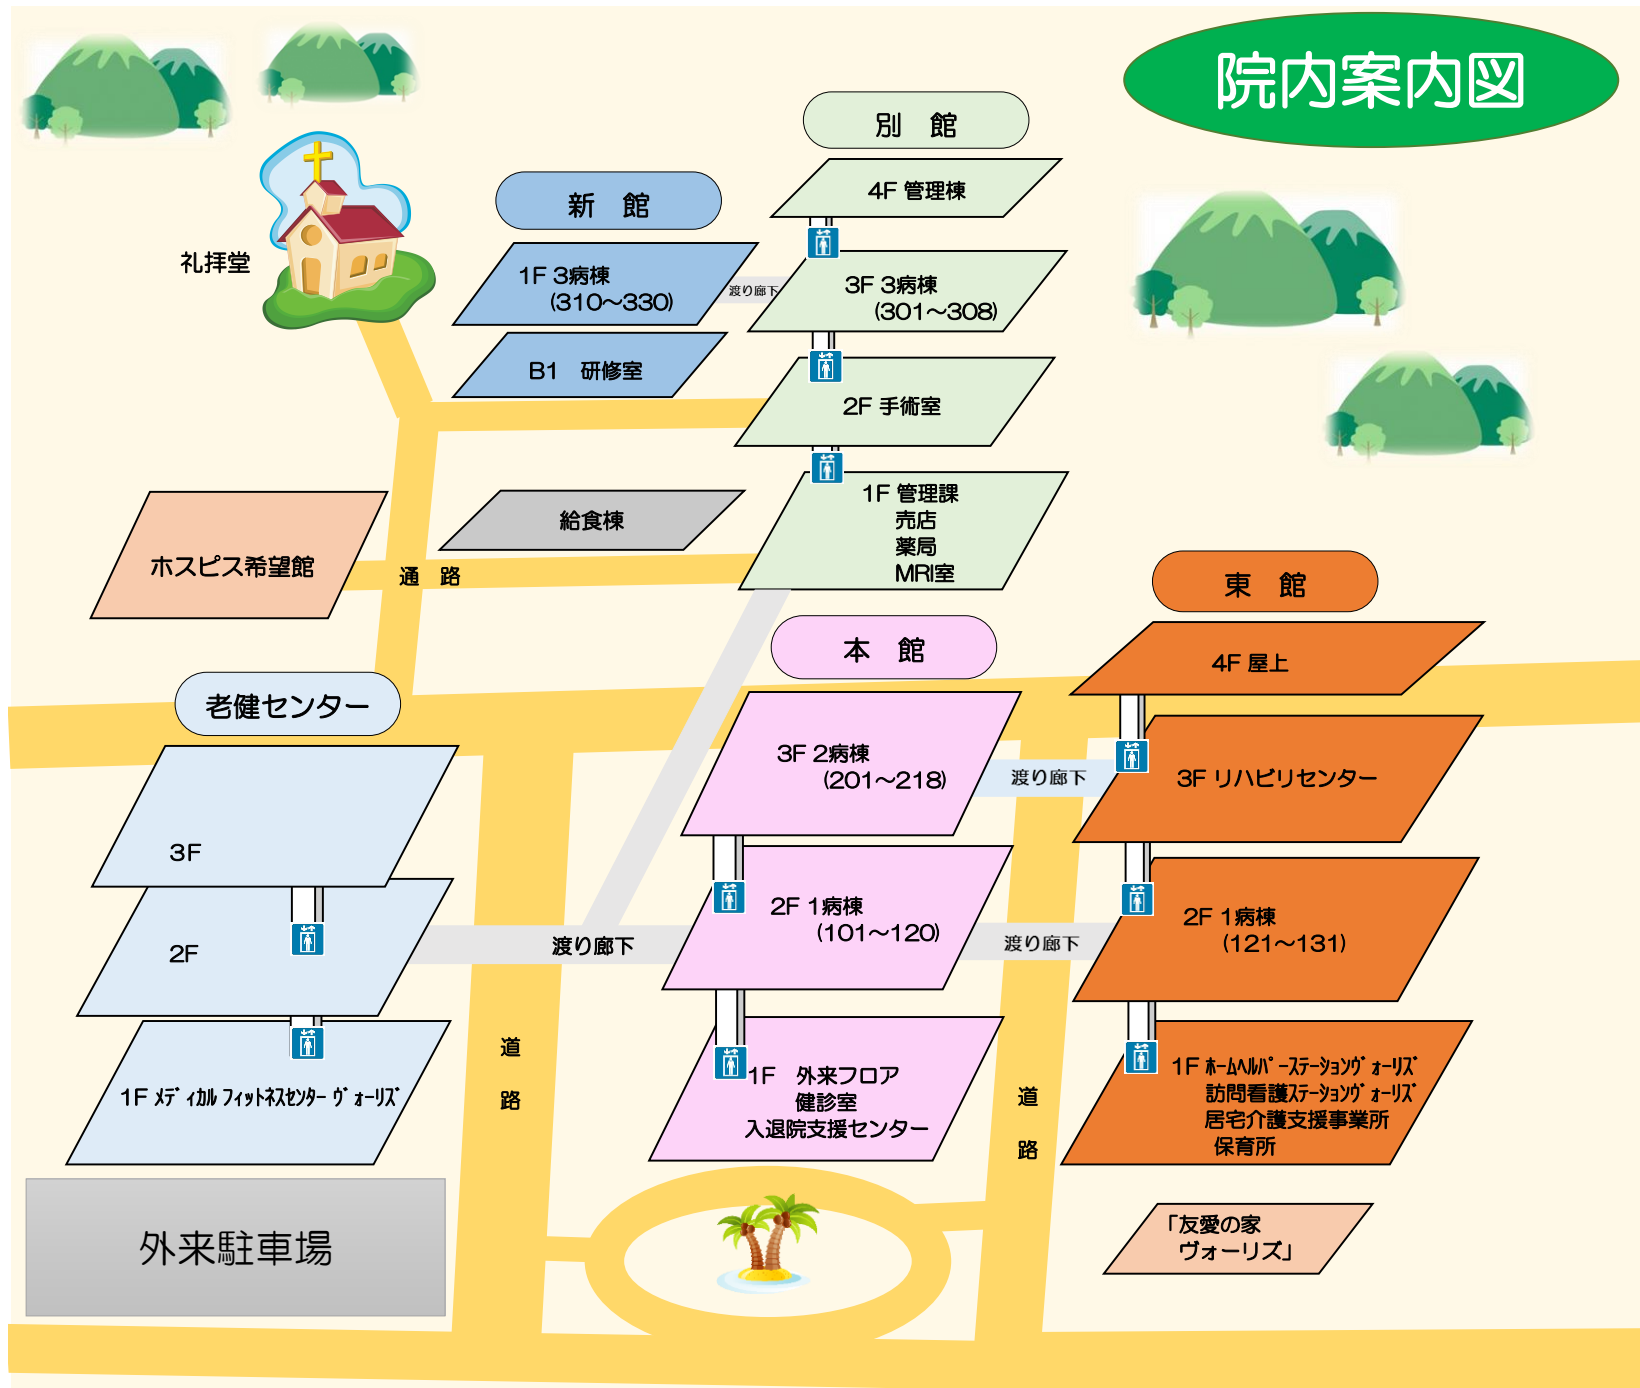 院内案内図
別　館
4F 管理棟
新　館
礼拝堂
1F 3病棟
(310～330)
渡り廊下
3F 3病棟
(301～308)
B1　研修室
2F 手術室
1F 管理課
売店
薬局
MRI室
給食棟
ホスピス希望館
通　路
東　館
本　館
4F 屋上
老健センター
3F 2病棟
(201～218)
渡り廊下
3F リハビリセンター
3F
2F 1病棟
(101～120)
2F 1病棟
(121～131)
2F
渡り廊下
渡り廊下
道
路
1F ﾒﾃﾞｨｶﾙ ﾌｨｯﾄﾈｽｾﾝﾀｰ ｳﾞｫｰﾘｽﾞ
1F　外来フロア
健診室
入退院支援センター
道
路
1F ﾎｰﾑﾍﾙﾊﾟｰｽﾃｰｼｮﾝｳﾞｫｰﾘｽﾞ
訪問看護ｽﾃｰｼｮﾝｳﾞｫｰﾘｽﾞ
居宅介護支援事業所
保育所
外来駐車場
「友愛の家
ヴォーリズ」